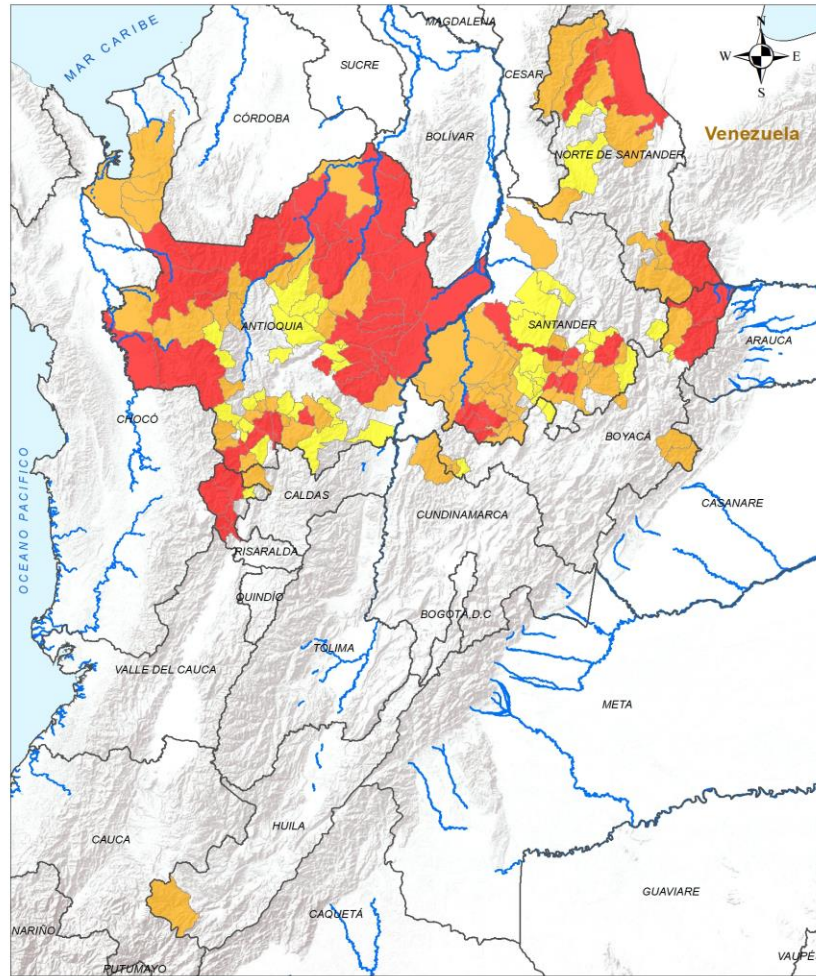 MAGDALENA
N
MAR CARIBE
SUCRE
W E
CESAR
S
CÓRDOBA
BOLÍVAR
Venezuela
NORTE DE SANTANDER
ANTIOQUIA
SANTANDER
ARAUCA
CHOCÓ
BOYACÁ
OCEANO PACIFICO
CALDAS
CASANARE
CUNDINAMARCA
RISARALDA
QUINDÍO
BOGOTÁ D.C.
TOLIMA
VALLE DEL CAUCA
META
HUILA
CAUCA
GUAVIARE
CAQUETÁ
NARIÑO
VAUPÉ
PUTUMAYO